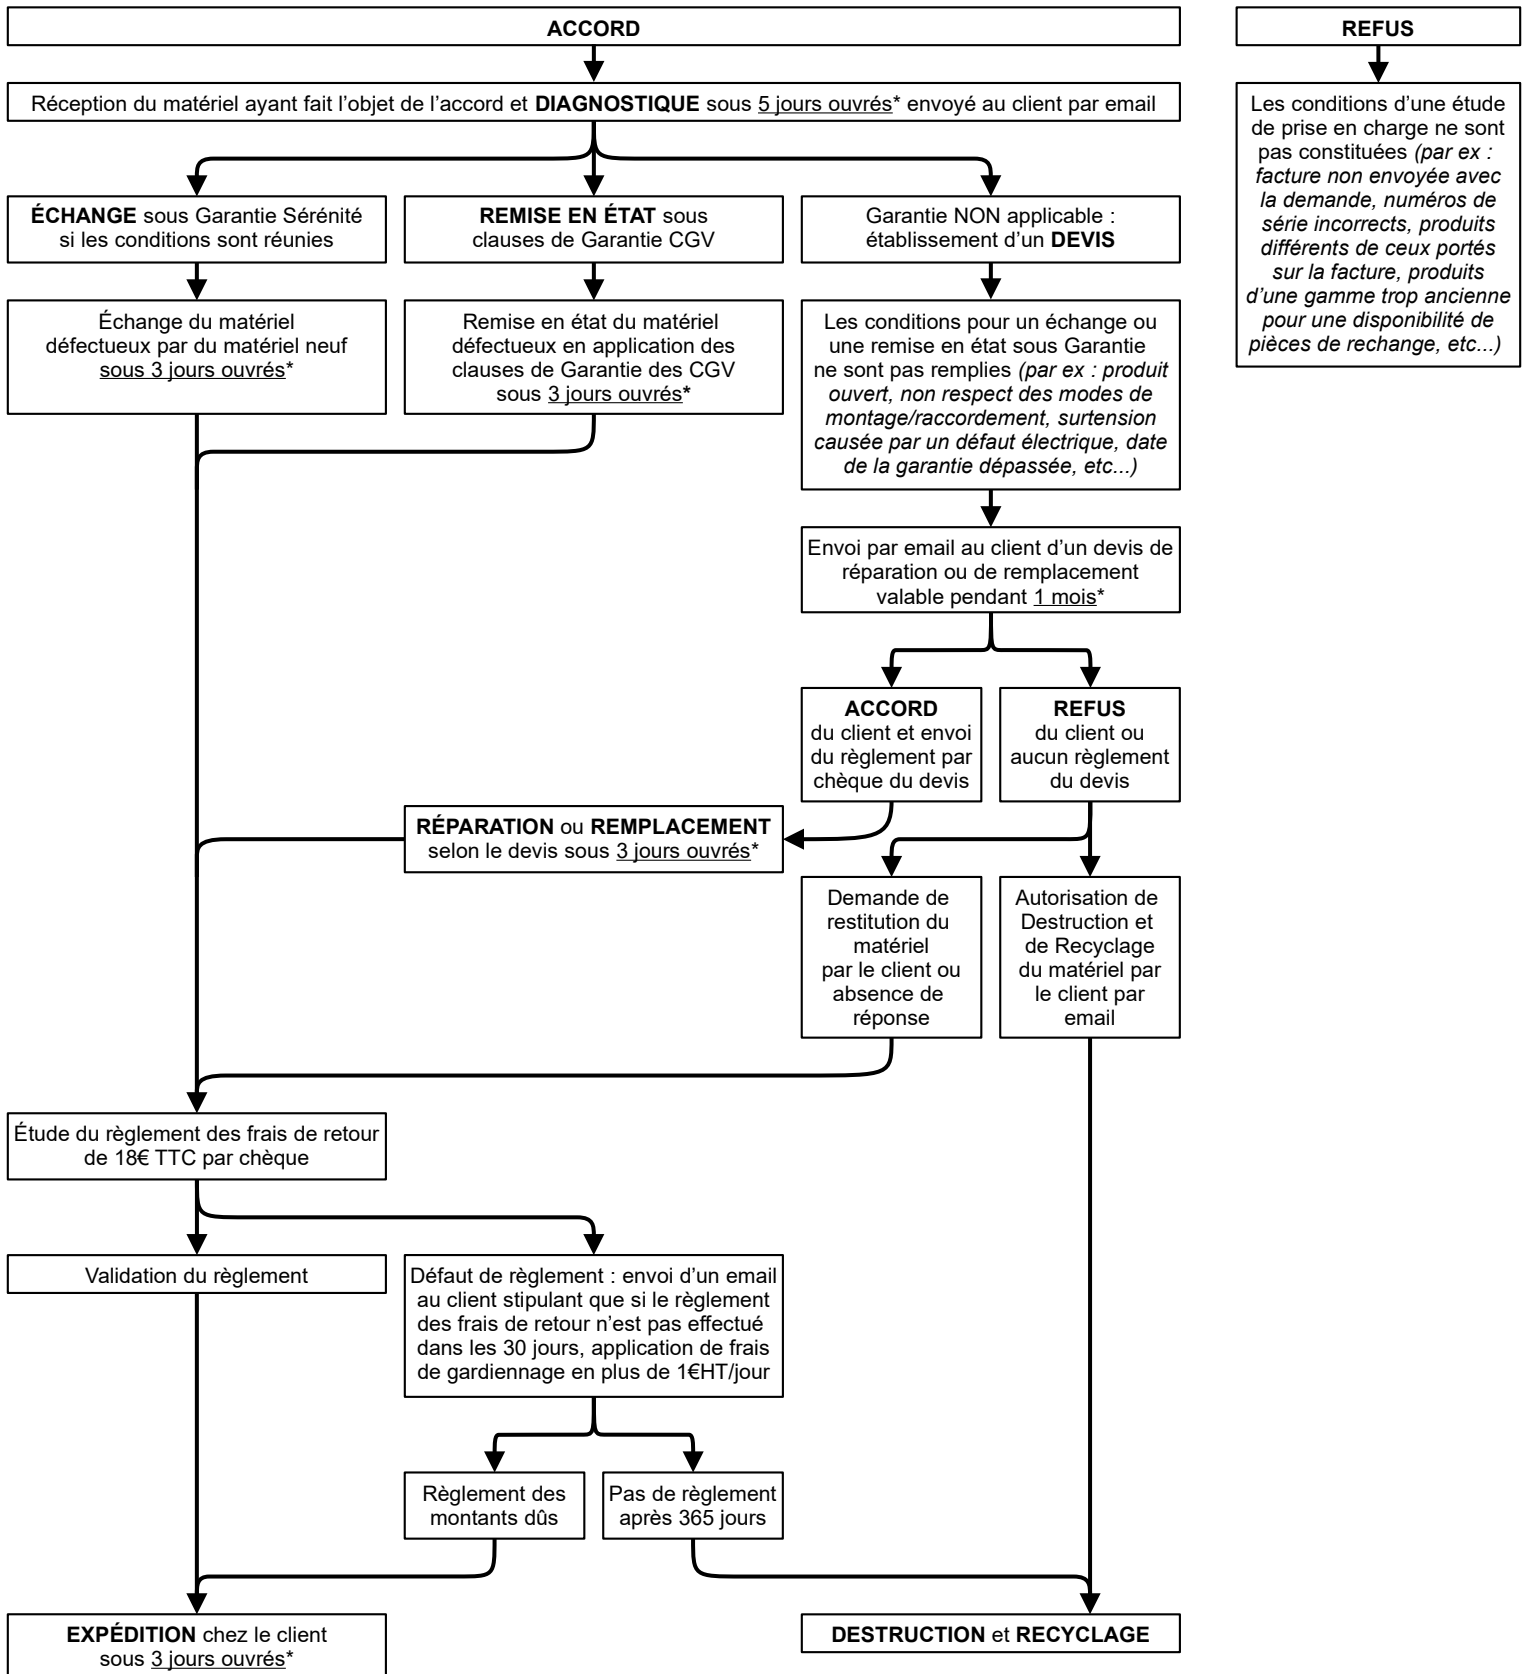 ACCORD
REFUS
Réception du matériel ayant fait l’objet de l’accord et DIAGNOSTIQUE sous 5 jours ouvrés* envoyé au client par email
Les conditions d’une étude
de prise en charge ne sont
pas constituées (par ex :
facture non envoyée avec
la demande, numéros de
série incorrects, produits
différents de ceux portés
sur la facture, produits
d’une gamme trop ancienne
pour une disponibilité de
pièces de rechange, etc...)
ÉCHANGE sous Garantie Sérénité
si les conditions sont réunies
REMISE EN ÉTAT sous
clauses de Garantie CGV
Garantie NON applicable :
établissement d’un DEVIS
Échange du matériel
défectueux par du matériel neuf
sous 3 jours ouvrés*
Remise en état du matériel
défectueux en application des
clauses de Garantie des CGV
sous 3 jours ouvrés*
Les conditions pour un échange ou
une remise en état sous Garantie
ne sont pas remplies (par ex : produit
ouvert, non respect des modes de
montage/raccordement, surtension
causée par un défaut électrique, date
de la garantie dépassée, etc...)
Envoi par email au client d’un devis de
réparation ou de remplacement
valable pendant 1 mois*
ACCORD
du client et envoi
du règlement par
chèque du devis
REFUS
du client ou
aucun règlement
du devis
RÉPARATION ou REMPLACEMENT
selon le devis sous 3 jours ouvrés*
Demande de
restitution du
matériel
par le client ou
absence de
réponse
Autorisation de
Destruction et
de Recyclage
du matériel par
le client par
email
Étude du règlement des frais de retour
de 18€ TTC par chèque
Validation du règlement
Défaut de règlement : envoi d’un email
au client stipulant que si le règlement
des frais de retour n’est pas effectué
dans les 30 jours, application de frais
de gardiennage en plus de 1€HT/jour
Règlement des
montants dûs
Pas de règlement
après 365 jours
EXPÉDITION chez le client
sous 3 jours ouvrés*
DESTRUCTION et RECYCLAGE